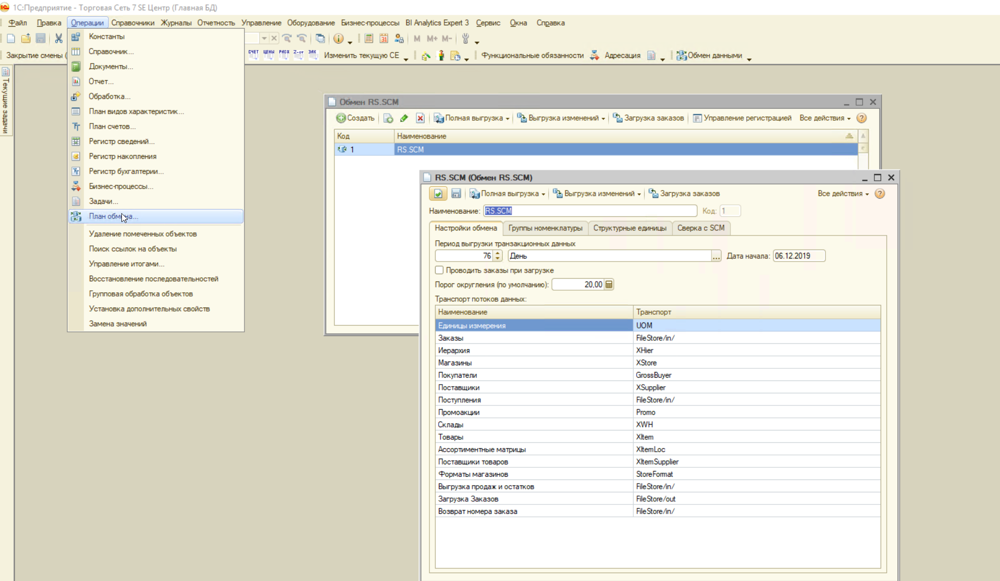 1С:Предприятие - Торговая Сеть 7 SE Центр (Главная БД)
Файл Правка Операции Справочники Журналы Отчетность Управление Оборудование Бизнес-процессы BI Analytics Expert 3 Сервис Окна Справка
M M+ M-
Закрытие смены ( СЧЕТ ЦЕНЫ РАСХ Z-от ЗАК Изменить текущую СЕ Функциональные обязанности Адресация Обмен данными
Текущие задачи
Константы
Справочник...
Документы...
Отчет...
Обработка...
План видов характеристик...
План счетов...
Регистр сведений...
Регистр накопления
Регистр бухгалтерии...
Бизнес-процессы...
Задачи...
План обмена...
Удаление помеченных объектов
Поиск ссылок на объекты
Управление итогами...
Восстановление последовательностей
Групповая обработка объектов
Установка дополнительных свойств
Замена значений
Обмен RS.SCM
Создать Полная выгрузка Выгрузка изменений Загрузка заказов Управление регистрацией Все действия
Код Наименование
1 RS.SCM
RS.SCM (Обмен RS.SCM)
Полная выгрузка Выгрузка изменений Загрузка заказов Все действия
Наименование: RS.SCM Код: 1
Настройки обмена Группы номенклатуры Структурные единицы Сверка с SCM
Период выгрузки транзакционных данных
76 День ... Дата начала: 06.12.2019
Проводить заказы при загрузке
Порог округления (по умолчанию): 20,00
Транспорт потоков данных:
Наименование Транспорт
Единицы измерения UOM
Заказы FileStore/in/
Иерархия XHier
Магазины XStore
Покупатели GrossBuyer
Поставщики XSupplier
Поступления FileStore/in/
Промоакции Promo
Склады XWH
Товары XItem
Ассортиментные матрицы XItemLoc
Поставщики товаров XItemSupplier
Форматы магазинов StoreFormat
Выгрузка продаж и остатков FileStore/in/
Загрузка Заказов FileStore/out
Возврат номера заказа FileStore/in/